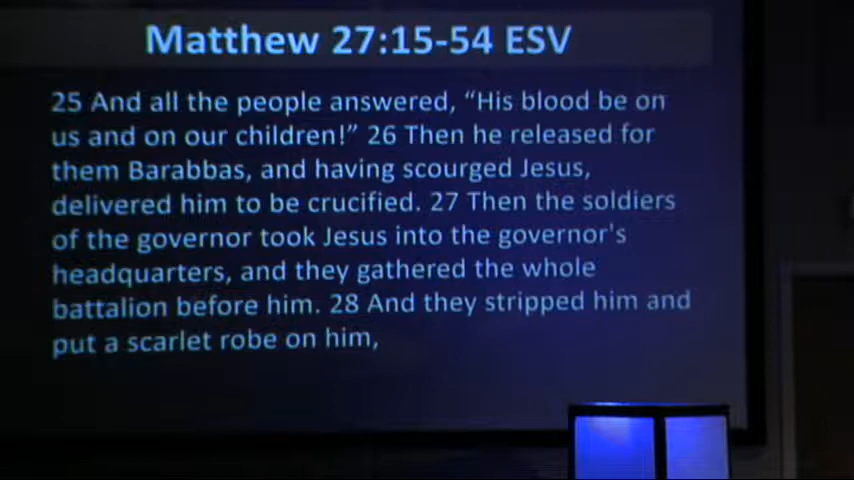 Matthew 27:15-54 ESV
25 And all the people answered, “His blood be on
us and on our children!” 26 Then he released for
them Barabbas, and having scourged Jesus,
delivered him to be crucified. 27 Then the soldiers
of the governor took Jesus into the governor's
headquarters, and they gathered the whole
battalion before him. 28 And they stripped him and
put a scarlet robe on him,